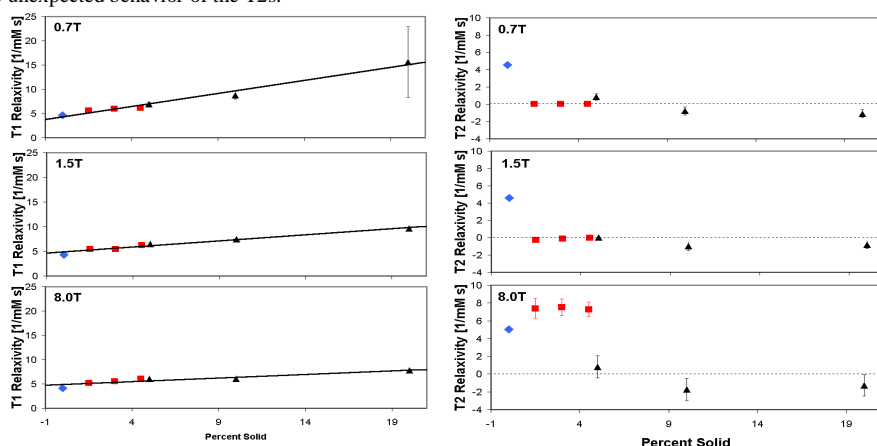 unexpected behavior of the T2s.
0.7T
T1 Relaxivity [1/mM s]
25
20
15
10
5
0
1.5T
T1 Relaxivity [1/mM s]
25
20
15
10
5
0
8.0T
T1 Relaxivity [1/mM s]
25
20
15
10
5
0
-1 4 9 14 19
Percent Solid
0.7T
T2 Relaxivity [1/mM s]
10
8
6
4
2
0
-2
-4
1.5T
T2 Relaxivity [1/mM s]
10
8
6
4
2
0
-2
-4
8.0T
T2 Relaxivity [1/mM s]
10
8
6
4
2
0
-2
-4
-1 4 9 14 19
Percent Solid